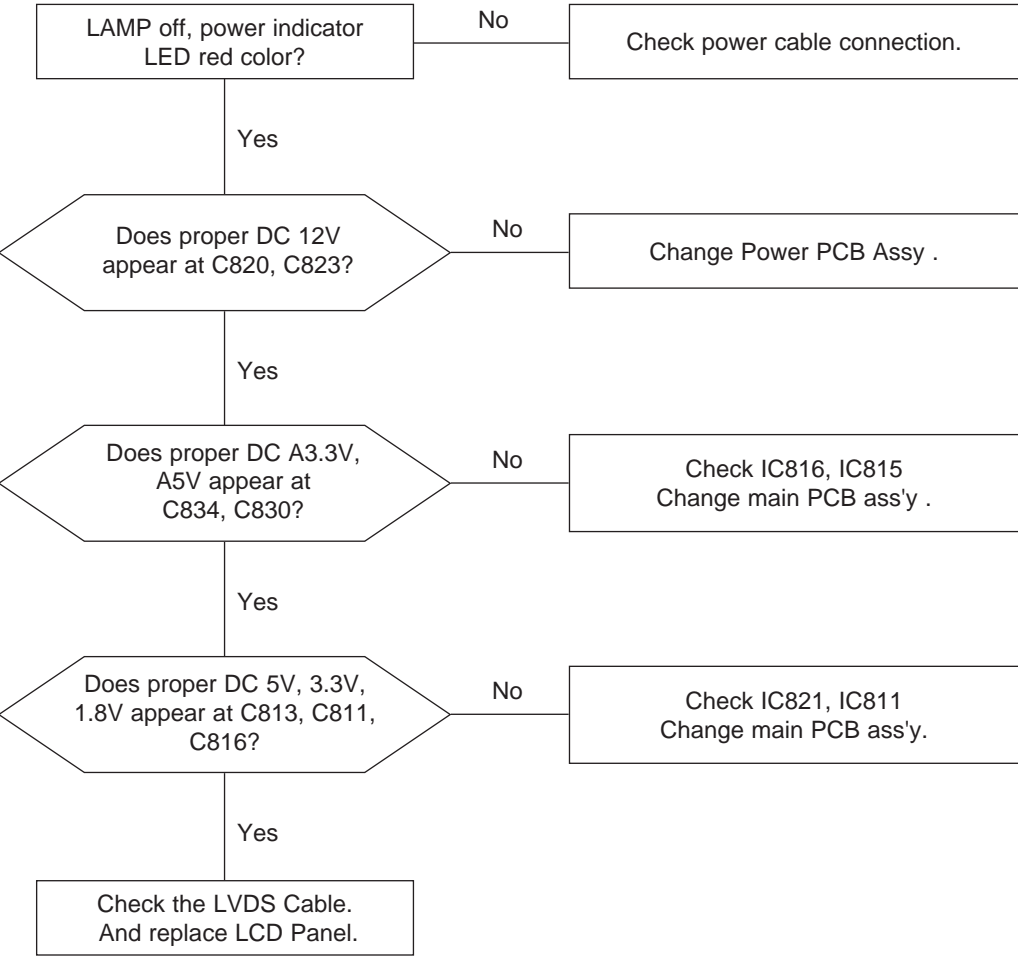 LAMP off, power indicator
LED red color?
No
Check power cable connection.
Yes
Does proper DC 12V
appear at C820, C823?
No
Change Power PCB Assy .
Yes
Does proper DC A3.3V,
A5V appear at
C834, C830?
No
Check IC816, IC815
Change main PCB ass'y .
Yes
Does proper DC 5V, 3.3V,
1.8V appear at C813, C811,
C816?
No
Check IC821, IC811
Change main PCB ass'y.
Yes
Check the LVDS Cable.
And replace LCD Panel.